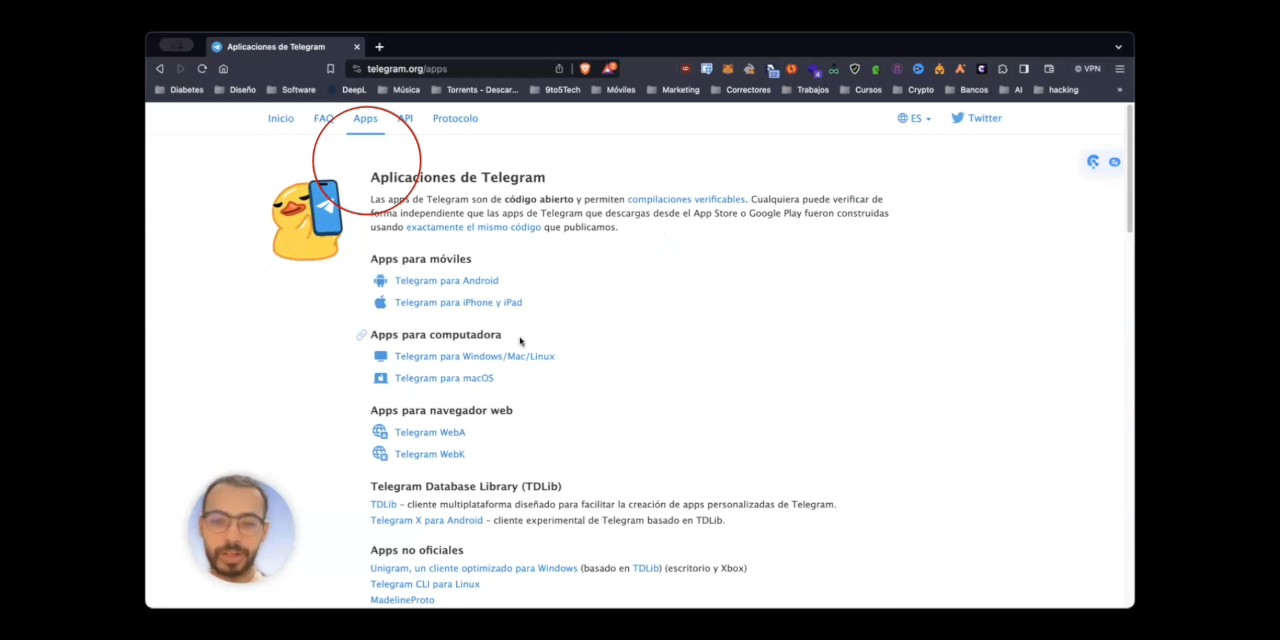 Aplicaciones de Telegram
telegram.org/apps
VPN
Diabetes Diseño Software DeepL Música Torrents - Descar... 9to5Tech Móviles Marketing Correctores Trabajos Cursos Crypto Bancos AI hacking
Inicio FAQ Apps API Protocolo ES Twitter
Aplicaciones de Telegram
Las apps de Telegram son de código abierto y permiten compilaciones verificables. Cualquiera puede verificar de
forma independiente que las apps de Telegram que descargas desde el App Store o Google Play fueron construidas
usando exactamente el mismo código que publicamos.
Apps para móviles
Telegram para Android
Telegram para iPhone y iPad
Apps para computadora
Telegram para Windows/Mac/Linux
Telegram para macOS
Apps para navegador web
Telegram WebA
Telegram WebK
Telegram Database Library (TDLib)
TDLib – cliente multiplataforma diseñado para facilitar la creación de apps personalizadas de Telegram.
Telegram X para Android – cliente experimental de Telegram basado en TDLib.
Apps no oficiales
Unigram, un cliente optimizado para Windows (basado en TDLib) (escritorio y Xbox)
Telegram CLI para Linux
MadelineProto